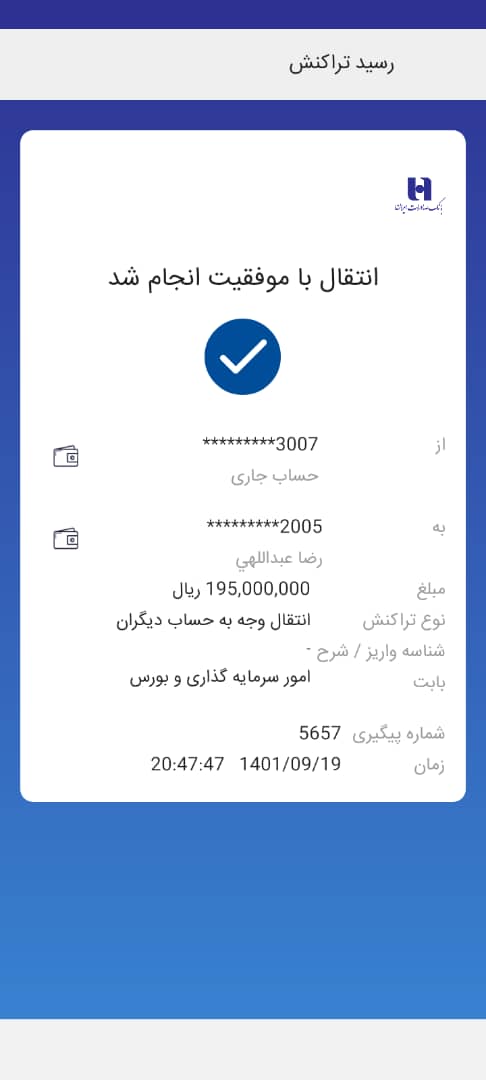 رسید تراکنش
بانک صادرات ایران
انتقال با موفقیت انجام شد
از *********3007
حساب جاری
به *********2005
رضا عبداللهي
مبلغ 195,000,000 ریال
نوع تراکنش انتقال وجه به حساب دیگران
شناسه واریز / شرح -
بابت امور سرمایه گذاری و بورس
شماره پیگیری 5657
زمان 1401/09/19 20:47:47